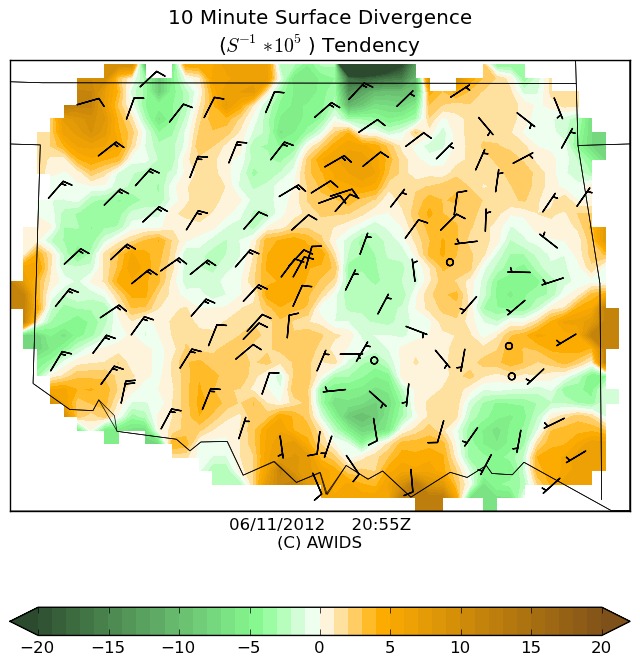 10 Minute Surface Divergence
(S⁻¹ *10⁵ ) Tendency
06/11/2012 20:55Z
(C) AWIDS
−20 −15 −10 −5 0 5 10 15 20